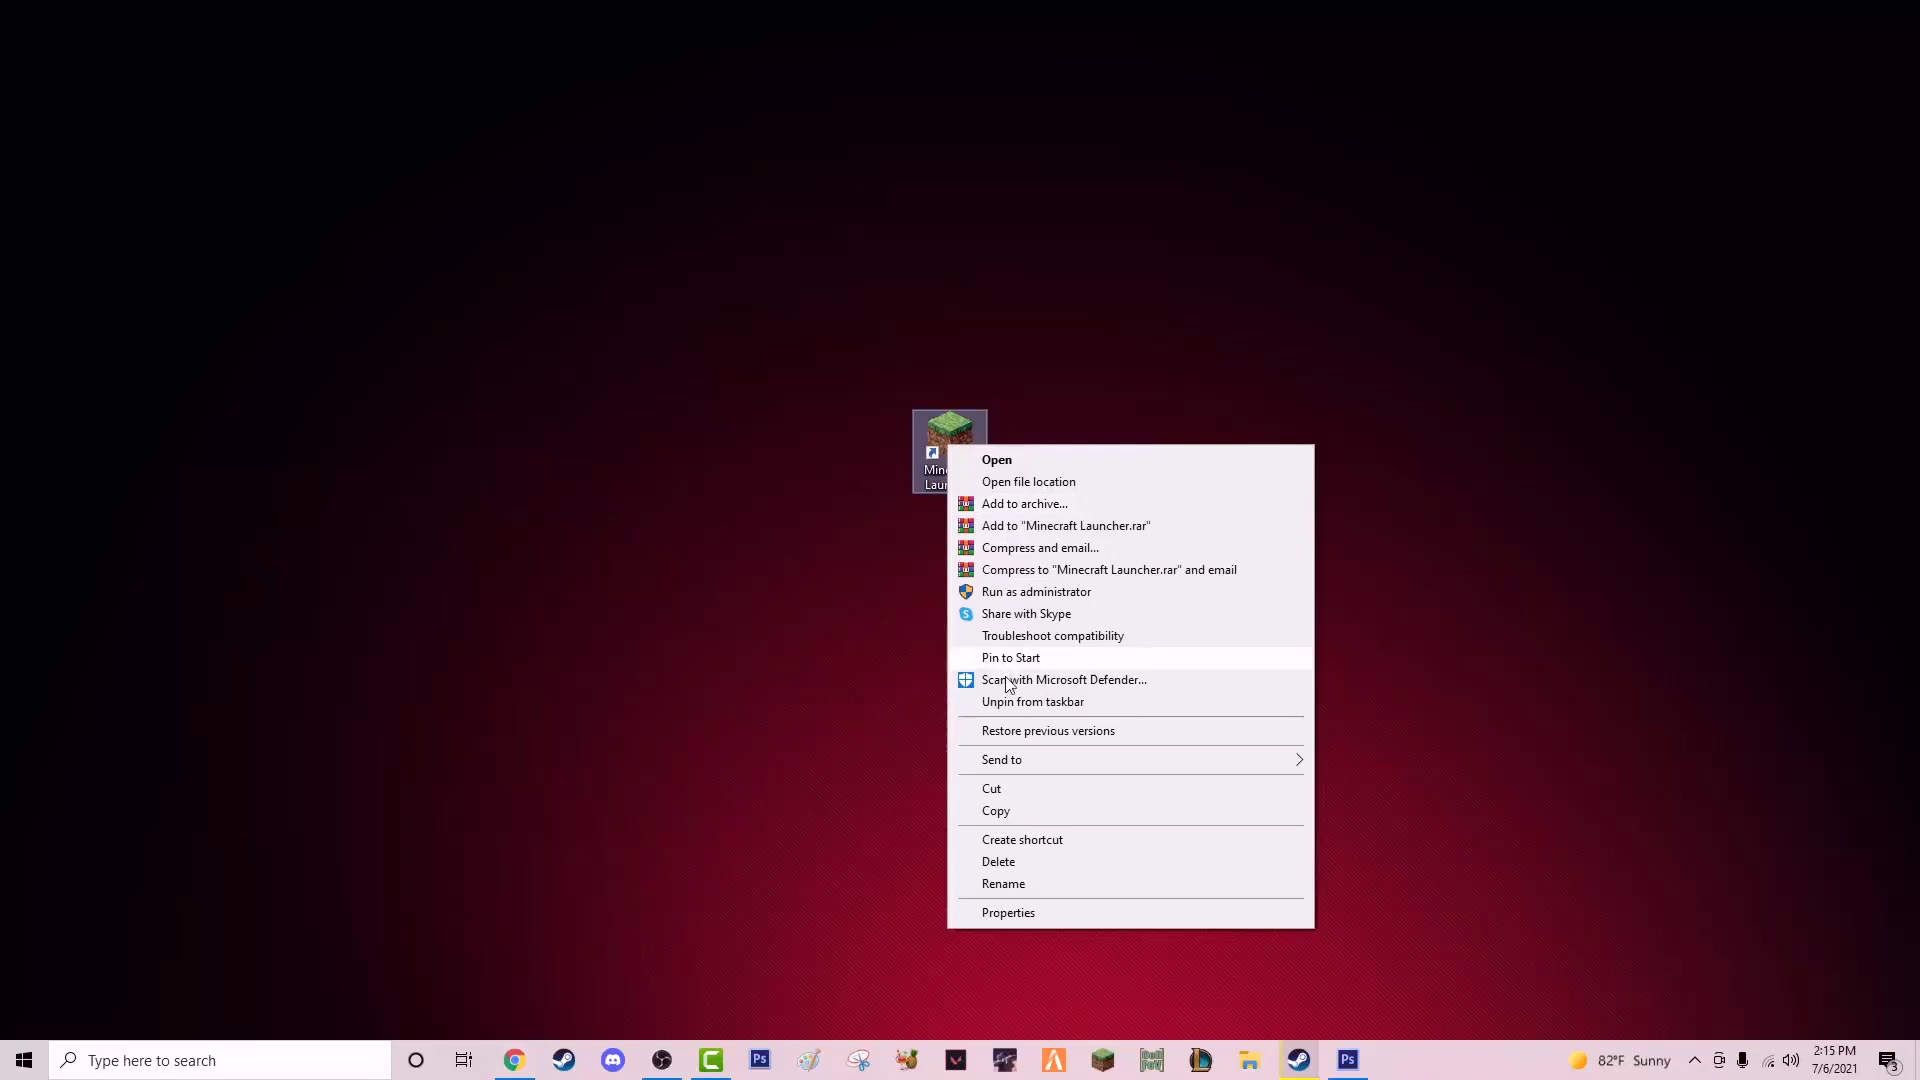 Open
Open file location
Add to archive...
Add to "Minecraft Launcher.rar"
Compress and email...
Compress to "Minecraft Launcher.rar" and email
Run as administrator
Share with Skype
Troubleshoot compatibility
Pin to Start
Scan with Microsoft Defender...
Unpin from taskbar
Restore previous versions
Send to
Cut
Copy
Create shortcut
Delete
Rename
Properties
Type here to search
Ps
Ps
82°F Sunny
2:15 PM
7/6/2021
3